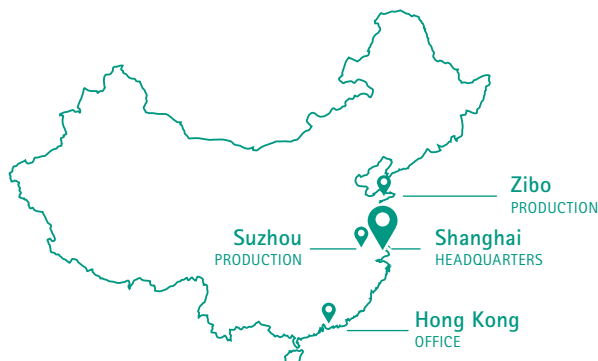 Zibo
PRODUCTION
Suzhou
PRODUCTION
Shanghai
HEADQUARTERS
Hong Kong
OFFICE